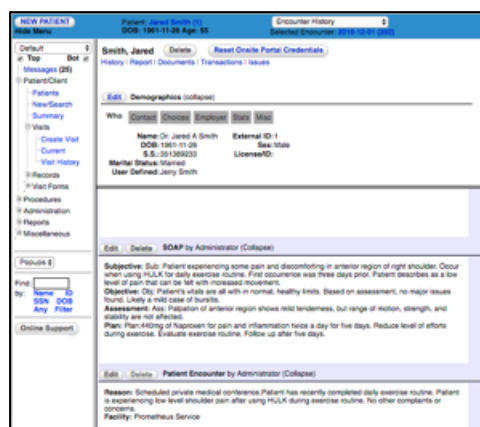 NEW PATIENT
Hide Menu
Patient: Jared Smith (1)
DOB: 1961-11-26 Age: 55
Encounter History
Selected Encounter: 2016-12-01 (202)
Default
Top Bot
Messages (25)
Patient/Client
Patients
New/Search
Summary
Visits
Create Visit
Current
Visit History
Records
Visit Forms
Procedures
Administration
Reports
Miscellaneous
Popups
Find:
by: Name ID
SSN DOB
Any Filter
Online Support
Smith, Jared Delete Reset Onsite Portal Credentials
History | Report | Documents | Transactions | Issues
Edit Demographics (collapse)
Who Contact Choices Employer Stats Misc
Name: Dr. Jared A Smith External ID: 1
DOB: 1961-11-26 Sex: Male
S.S.: 351389233 License/ID:
Marital Status: Married
User Defined: Jerry Smith
Edit Delete SOAP by Administrator (Collapse)
Subjective: Sub: Patient experiencing some pain and discomforting in anterior region of right shoulder. Occur
when using HULK for daily exercise routine. First occurrence was three days prior. Patient describes as a low
level of pain that can be felt with increased movement.
Objective: Obj: Patient's vitals are all with in normal, healthy limits. Based on assessment, no major issues
found. Likely a mild case of bursitis.
Assessment: Ass: Palpation of anterior region shows mild tenderness, but range of motion, strength, and
stability are not affected.
Plan: Plan:440mg of Naproxen for pain and inflammation twice a day for five days. Reduce level of efforts
during exercise. Evaluate exercise routine. Follow up after five days.
Edit Delete Patient Encounter by Administrator (Collapse)
Reason: Scheduled private medical conference.Patient has recently completed daily exercise routine. Patient
is experiencing low level shoulder pain after using HULK during exercise routine. No other complaints or
concerns.
Facility: Prometheus Service